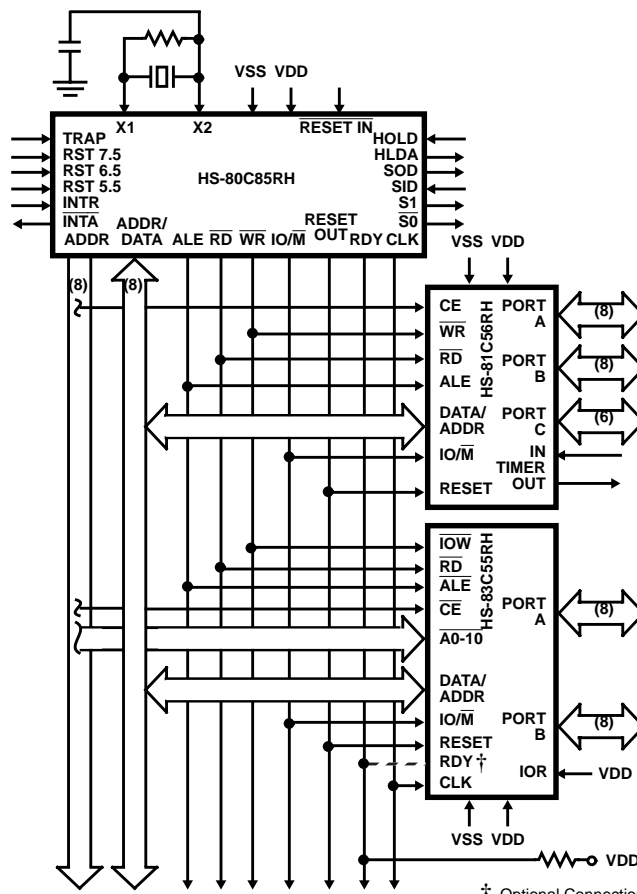 VSS VDD
X1 X2 RESET IN
TRAP
RST 7.5
RST 6.5
RST 5.5
INTR
INTA
HS-80C85RH
HOLD
HLDA
SOD
SID
S1
S0
ADDR
ADDR/
DATA
ALE RD WR IO/M
RESET
OUT
RDY CLK
(8) (8)
VSS VDD
CE
WR
RD
ALE
DATA/
ADDR
IO/M
RESET
HS-81C56RH
PORT
A
PORT
B
PORT
C
IN
TIMER
OUT
(8)
(8)
(6)
IOW
RD
ALE
CE
A0-10
DATA/
ADDR
IO/M
RESET
RDY ‡
CLK
HS-83C55RH
PORT
A
PORT
B
IOR
(8)
(8)
VDD
VSS VDD
VDD
‡ Optional Connection